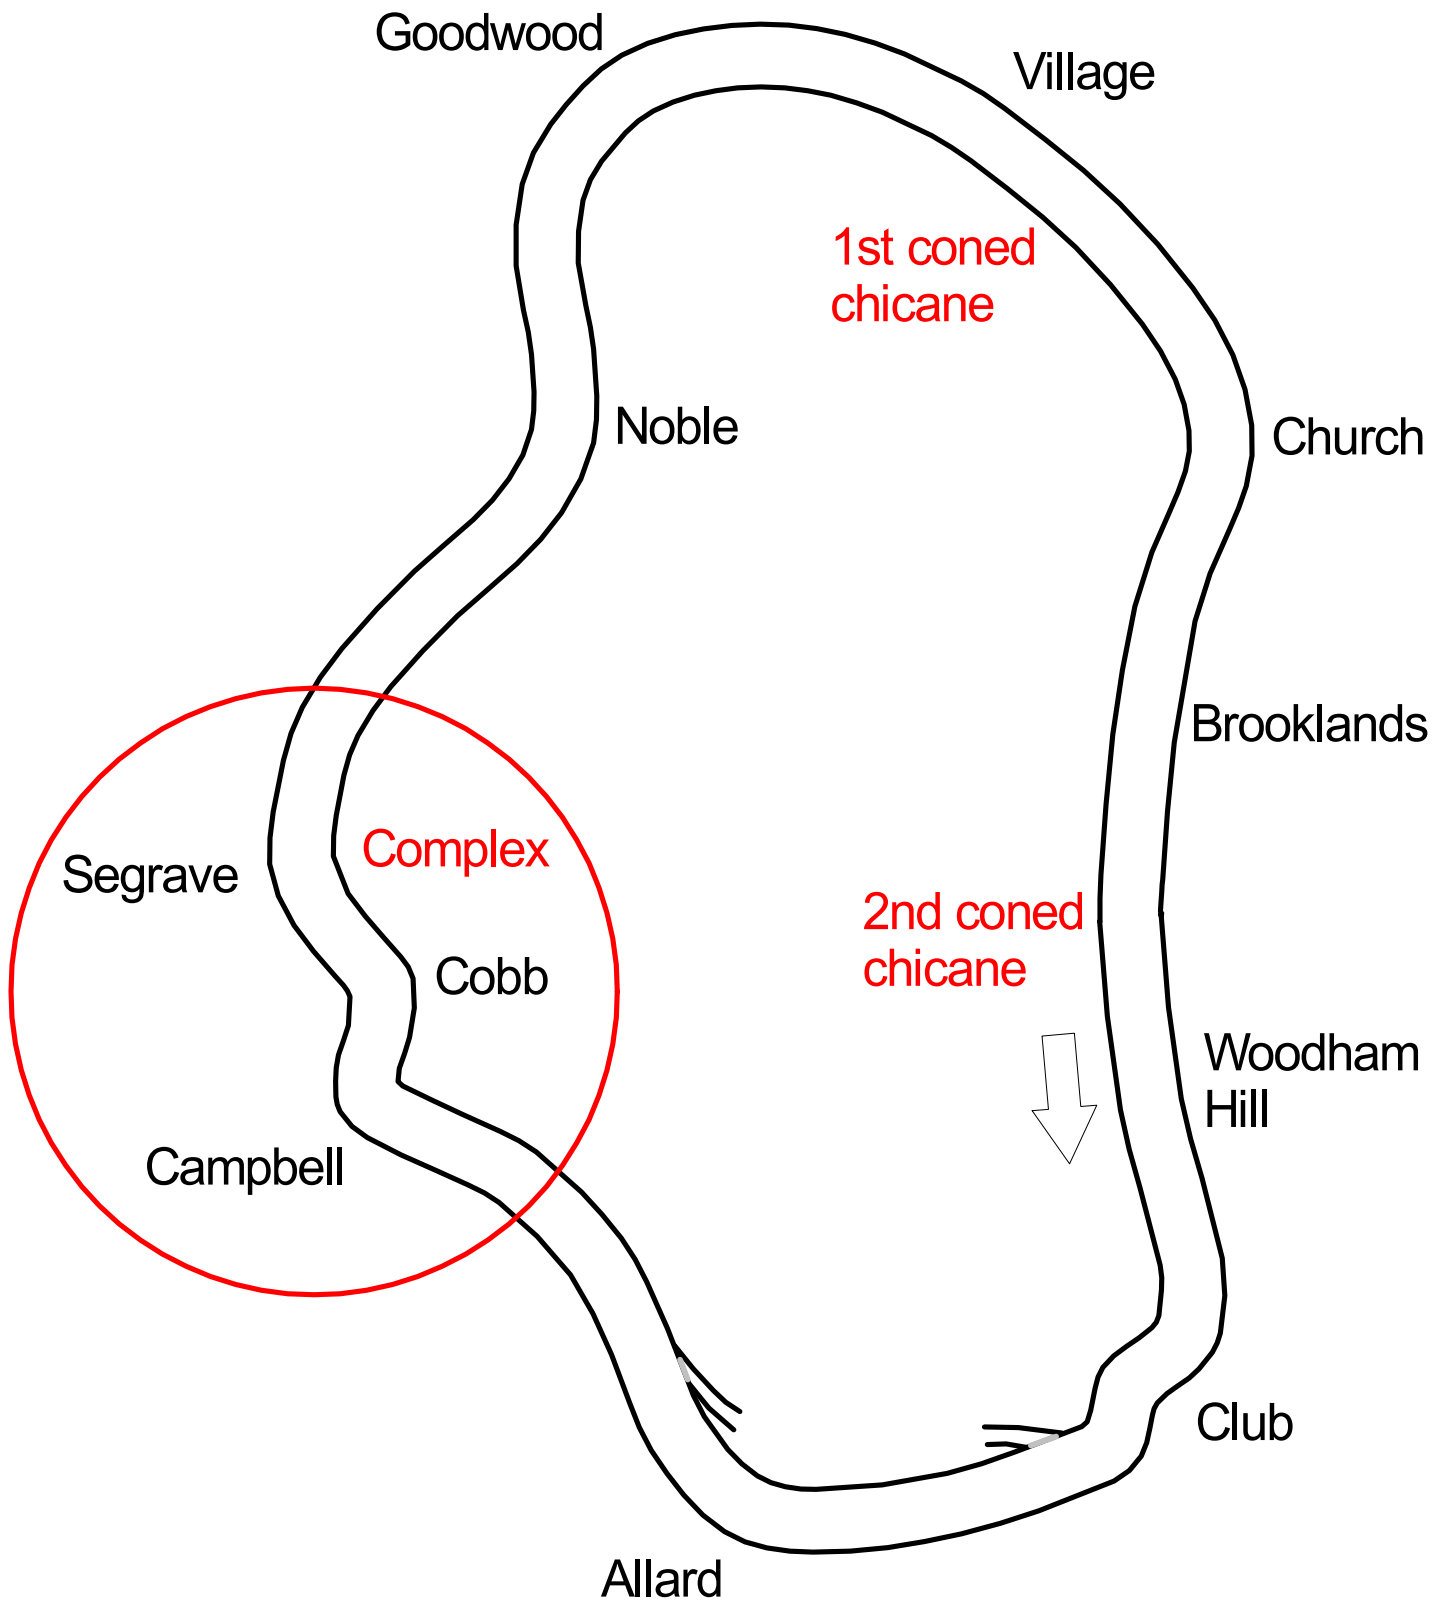 Goodwood
Village
1st coned
chicane
Noble
Church
Brooklands
Complex
Segrave
2nd coned
chicane
Cobb
Woodham
Hill
Campbell
Club
Allard